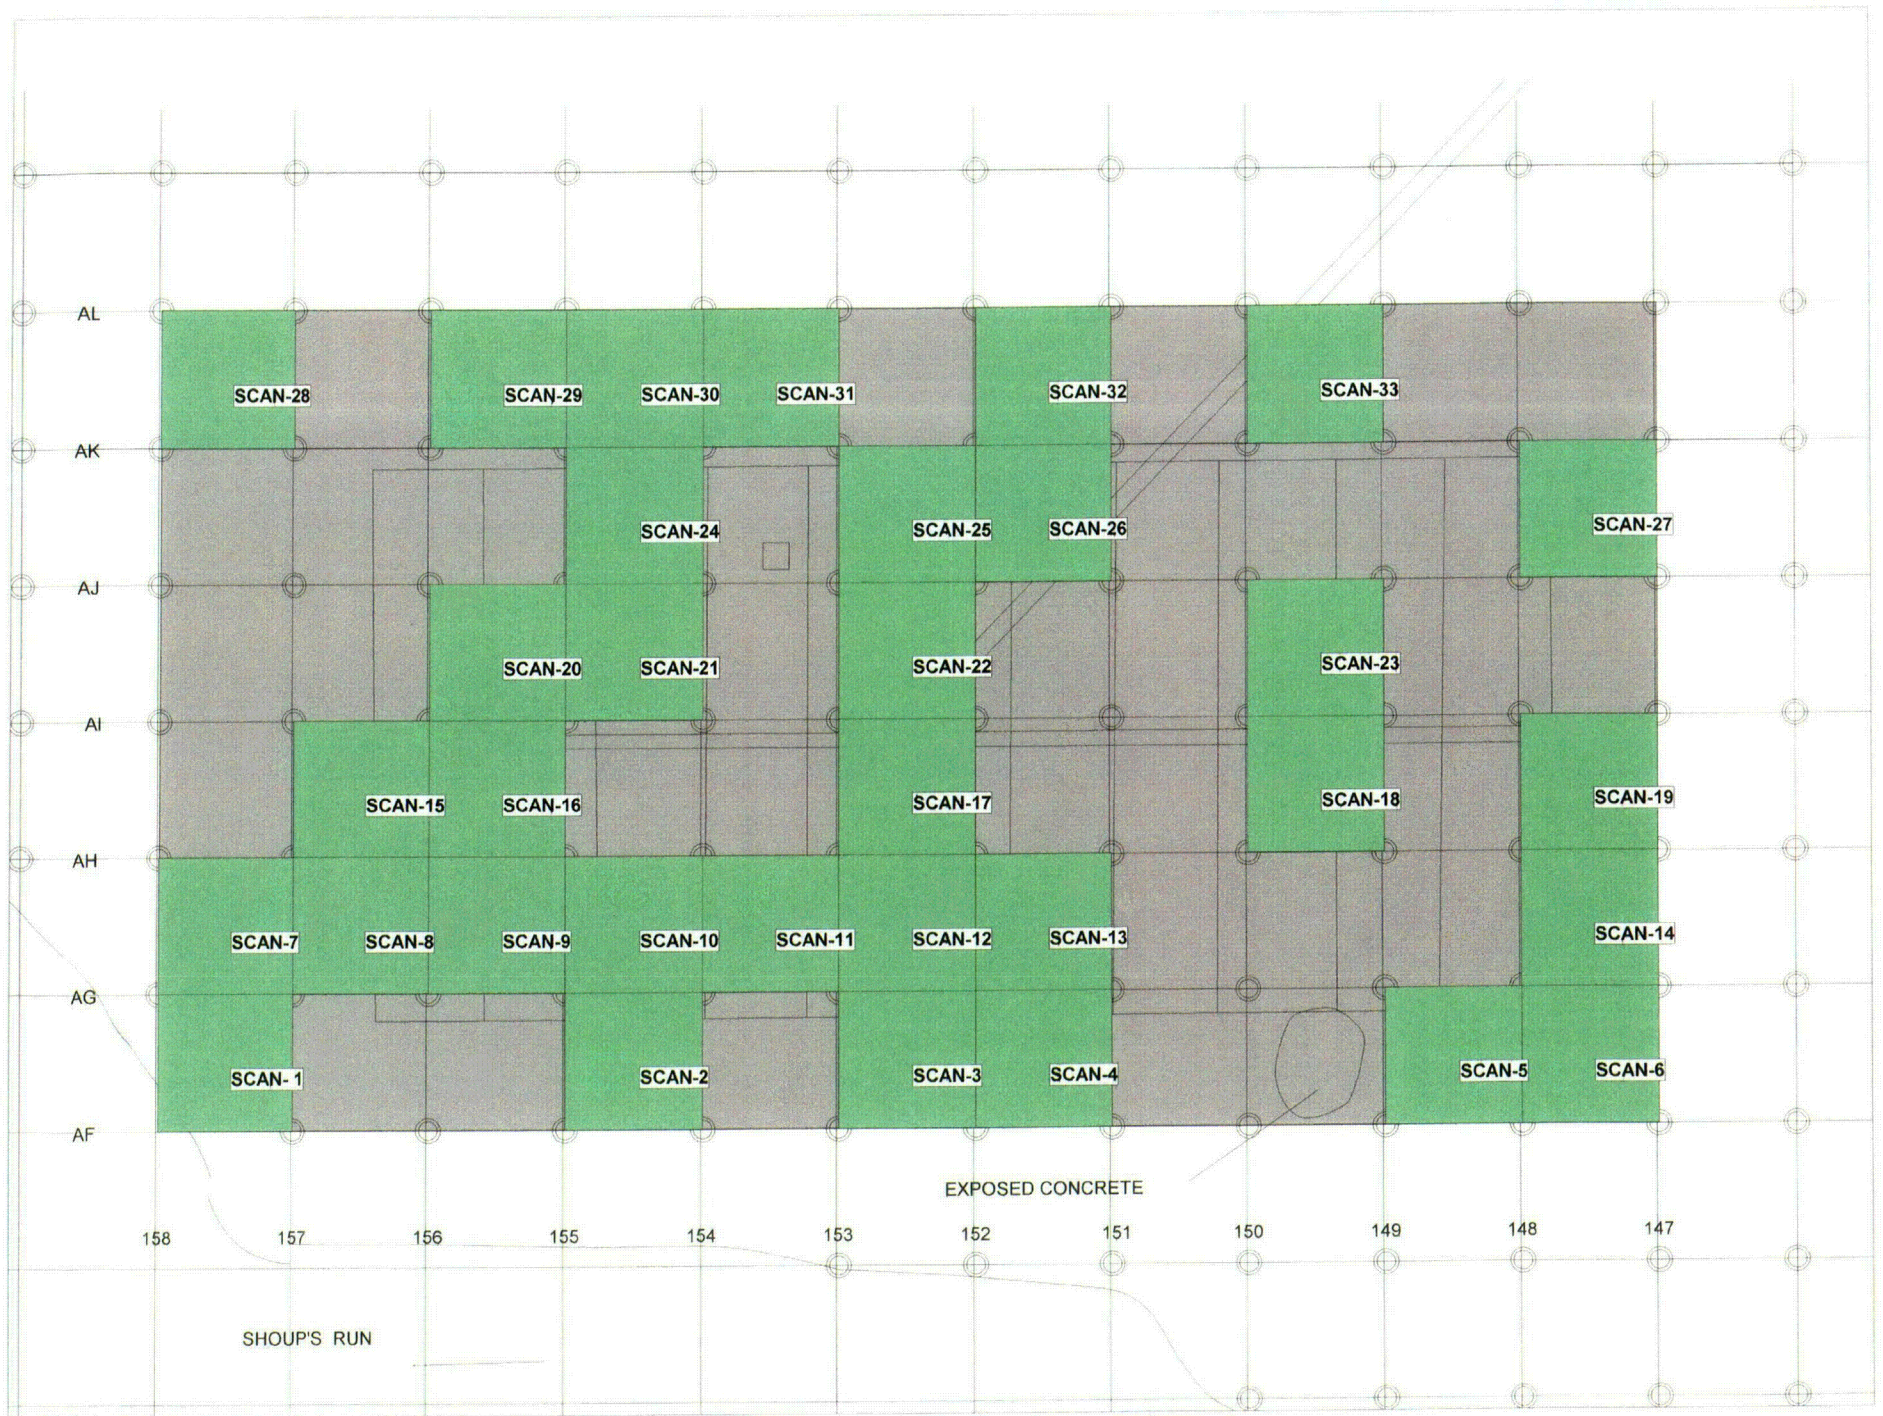 AL
SCAN-28
SCAN-29
SCAN-30
SCAN-31
SCAN-32
SCAN-33
AK
SCAN-24
SCAN-25
SCAN-26
SCAN-27
AJ
SCAN-20
SCAN-21
SCAN-22
SCAN-23
AI
SCAN-15
SCAN-16
SCAN-17
SCAN-18
SCAN-19
AH
SCAN-7
SCAN-8
SCAN-9
SCAN-10
SCAN-11
SCAN-12
SCAN-13
SCAN-14
AG
SCAN- 1
SCAN-2
SCAN-3
SCAN-4
SCAN-5
SCAN-6
AF
EXPOSED CONCRETE
158
157
156
155
154
153
152
151
150
149
148
147
SHOUP'S RUN